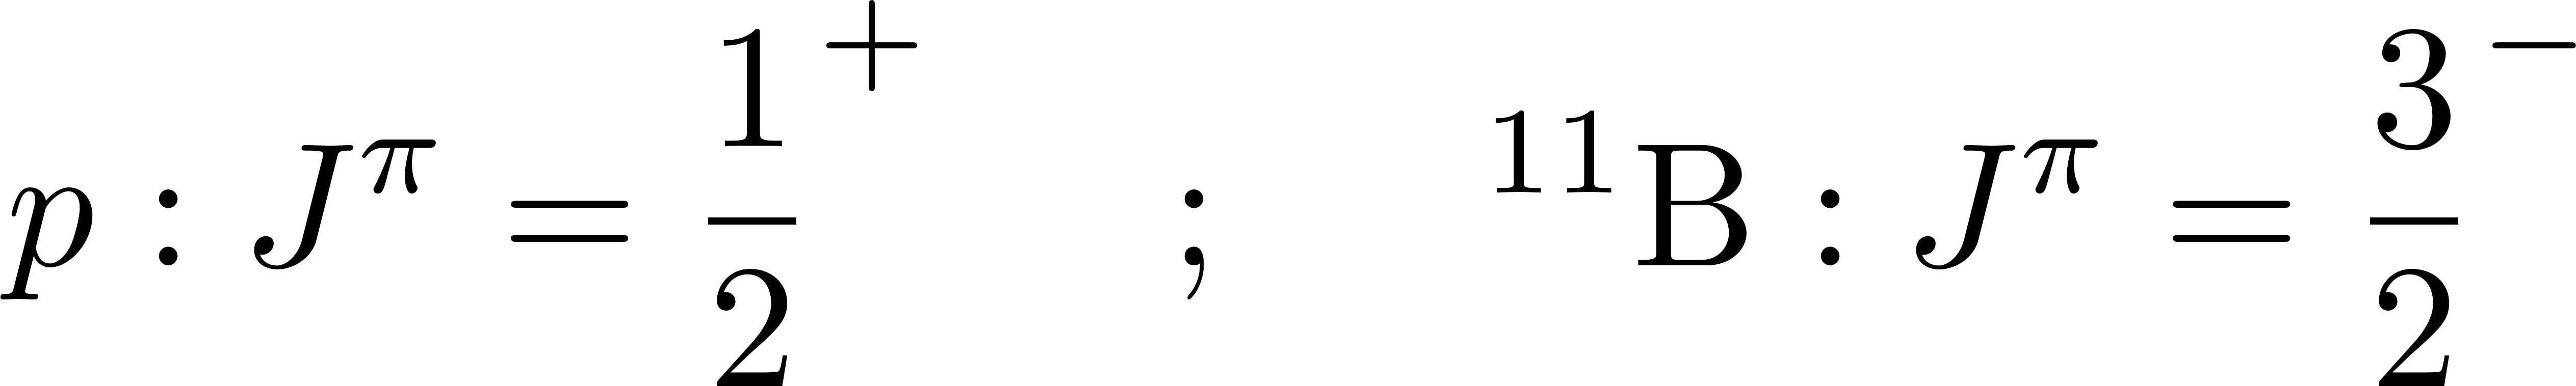 p : J^π = 1/2^+ ; ^11B : J^π = 3/2^−